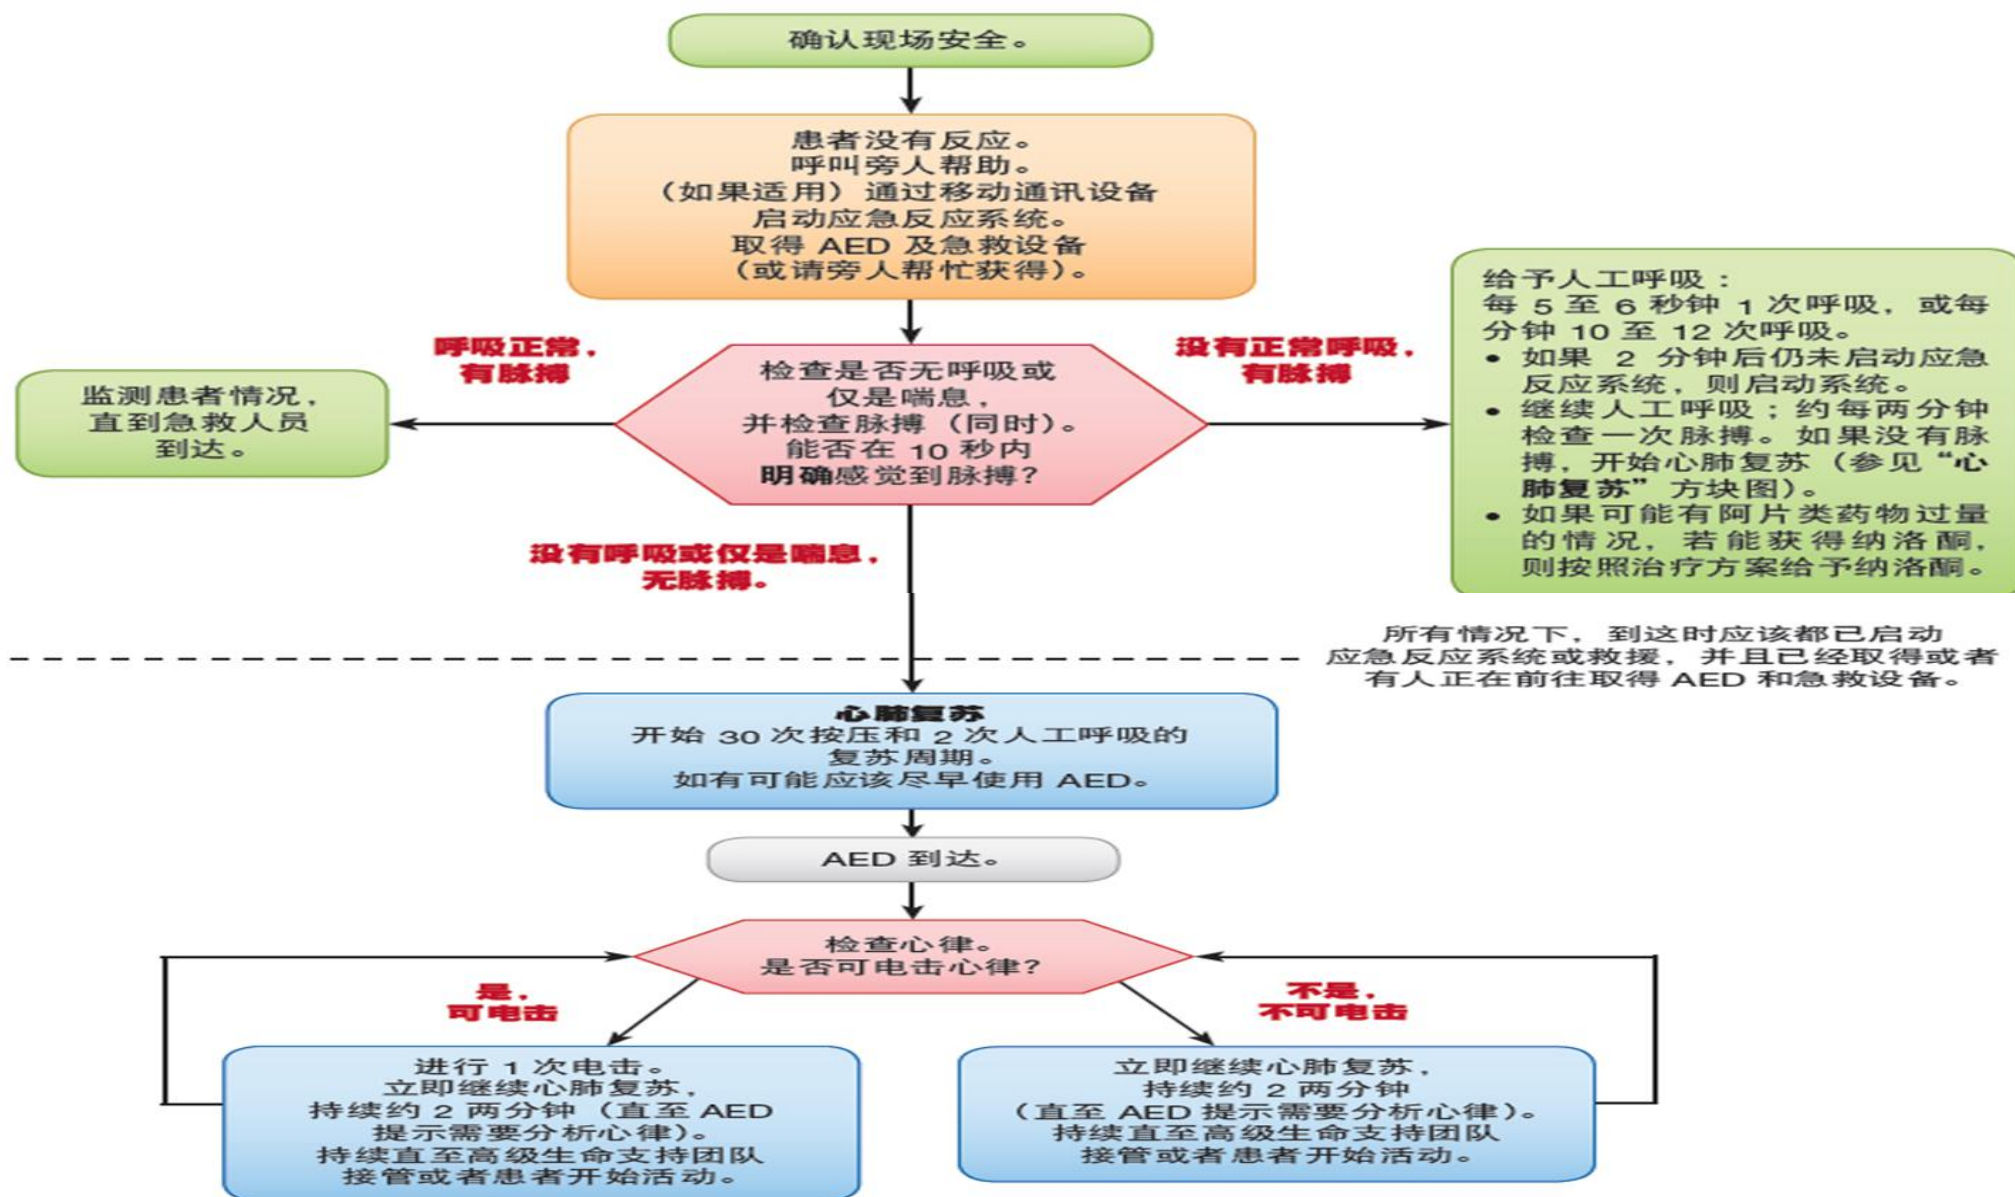 确认现场安全。
患者没有反应。
呼叫旁人帮助。
（如果适用）通过移动通讯设备
启动应急反应系统。
取得 AED 及急救设备
（或请旁人帮忙获得）。
呼吸正常，
有脉搏
监测患者情况，
直到急救人员
到达。
检查是否无呼吸或
仅是喘息，
并检查脉搏（同时）。
能否在 10 秒内
明确感觉到脉搏？
没有正常呼吸，
有脉搏
给予人工呼吸：
每 5 至 6 秒钟 1 次呼吸，或每
分钟 10 至 12 次呼吸。
• 如果 2 分钟后仍未启动应急
反应系统，则启动系统。
• 继续人工呼吸；约每两分钟
检查一次脉搏。如果没有脉
搏，开始心肺复苏（参见“心
肺复苏”方块图）。
• 如果可能有阿片类药物过量
的情况，若能获得纳洛酮，
则按照治疗方案给予纳洛酮。
没有呼吸或仅是喘息，
无脉搏。
所有情况下，到这时应该都已启动
应急反应系统或救援，并且已经取得或者
有人正在前往取得 AED 和急救设备。
心肺复苏
开始 30 次按压和 2 次人工呼吸的
复苏周期。
如有可能应该尽早使用 AED。
AED 到达。
检查心律。
是否可电击心律？
是，
可电击
不是，
不可电击
进行 1 次电击。
立即继续心肺复苏，
持续约 2 两分钟（直至 AED
提示需要分析心律）。
持续直至高级生命支持团队
接管或者患者开始活动。
立即继续心肺复苏，
持续约 2 两分钟
（直至 AED 提示需要分析心律）。
持续直至高级生命支持团队
接管或者患者开始活动。